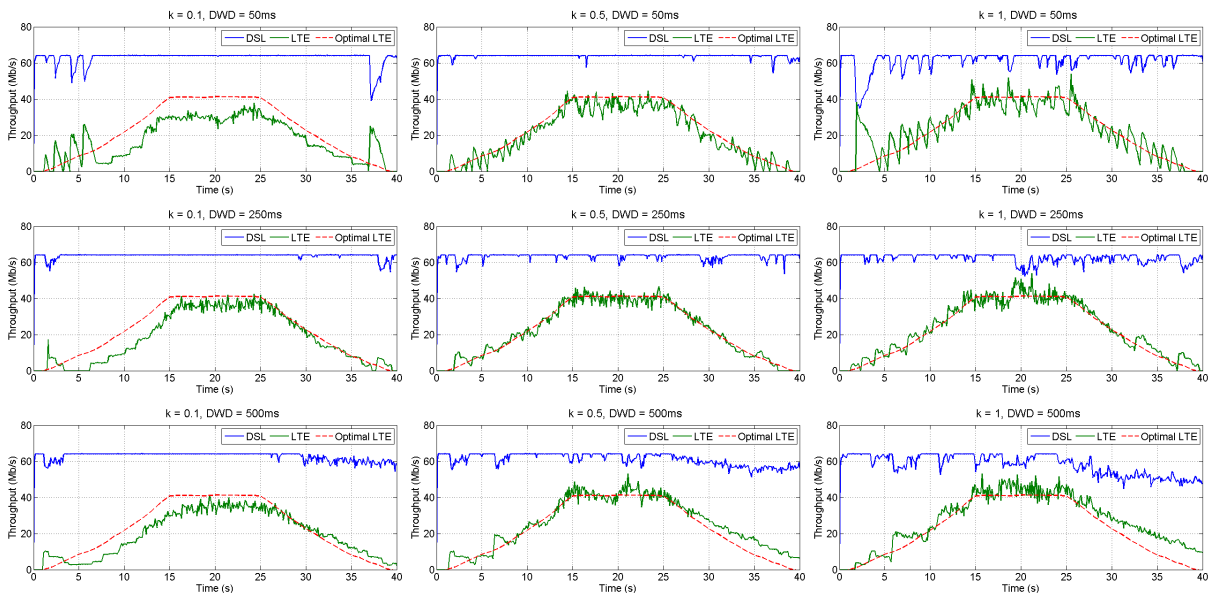 k = 0.1, DWD = 50ms
DSL LTE Optimal LTE
Throughput (Mb/s)
80
60
40
20
0
0 5 10 15 20 25 30 35 40
Time (s)
k = 0.5, DWD = 50ms
DSL LTE Optimal LTE
Throughput (Mb/s)
80
60
40
20
0
0 5 10 15 20 25 30 35 40
Time (s)
k = 1, DWD = 50ms
DSL LTE Optimal LTE
Throughput (Mb/s)
80
60
40
20
0
0 5 10 15 20 25 30 35 40
Time (s)
k = 0.1, DWD = 250ms
DSL LTE Optimal LTE
Throughput (Mb/s)
80
60
40
20
0
0 5 10 15 20 25 30 35 40
Time (s)
k = 0.5, DWD = 250ms
DSL LTE Optimal LTE
Throughput (Mb/s)
80
60
40
20
0
0 5 10 15 20 25 30 35 40
Time (s)
k = 1, DWD = 250ms
DSL LTE Optimal LTE
Throughput (Mb/s)
80
60
40
20
0
0 5 10 15 20 25 30 35 40
Time (s)
k = 0.1, DWD = 500ms
DSL LTE Optimal LTE
Throughput (Mb/s)
80
60
40
20
0
0 5 10 15 20 25 30 35 40
Time (s)
k = 0.5, DWD = 500ms
DSL LTE Optimal LTE
Throughput (Mb/s)
80
60
40
20
0
0 5 10 15 20 25 30 35 40
Time (s)
k = 1, DWD = 500ms
DSL LTE Optimal LTE
Throughput (Mb/s)
80
60
40
20
0
0 5 10 15 20 25 30 35 40
Time (s)